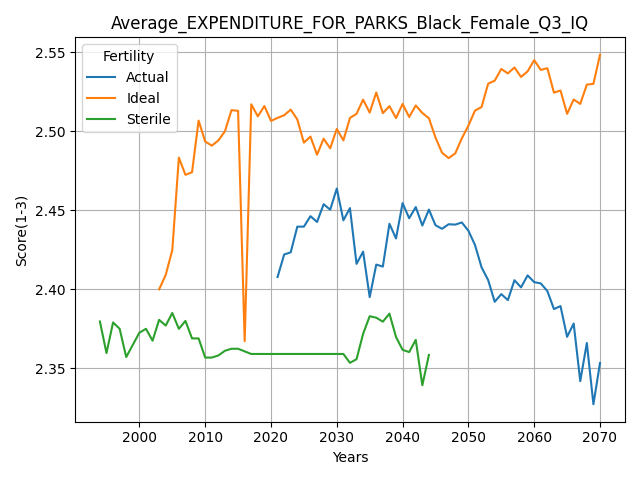 Average_EXPENDITURE_FOR_PARKS_Black_Female_Q3_IQ
Fertility
Actual
Ideal
Sterile
Score(1-3)
2.55
2.50
2.45
2.40
2.35
2000 2010 2020 2030 2040 2050 2060 2070
Years